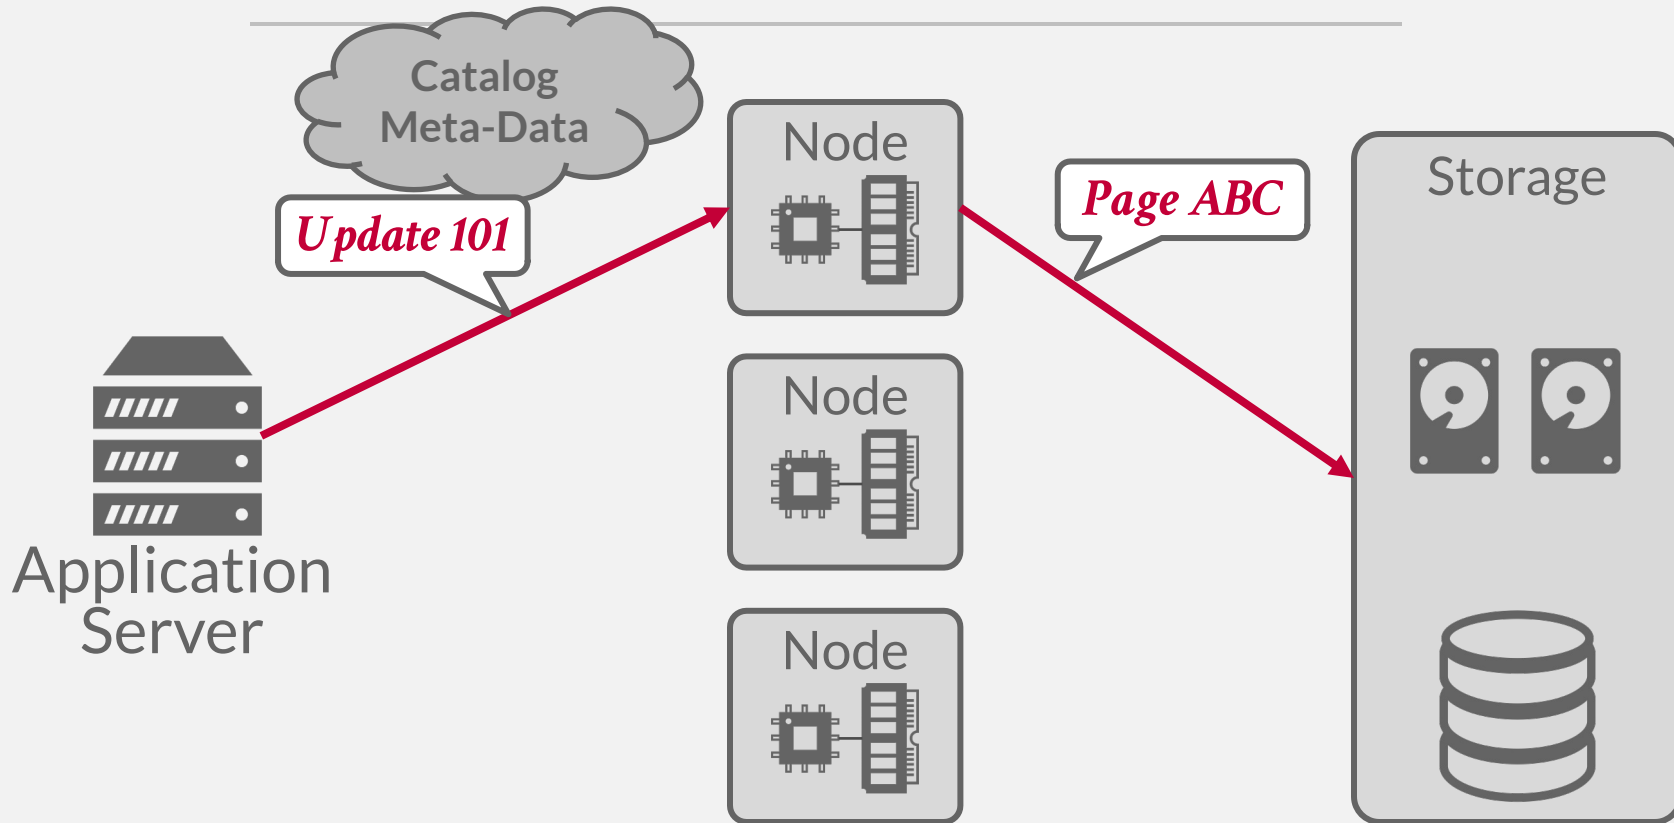 Catalog
Meta-Data
Update 101
Application
Server
Node
Node
Node
Page ABC
Storage